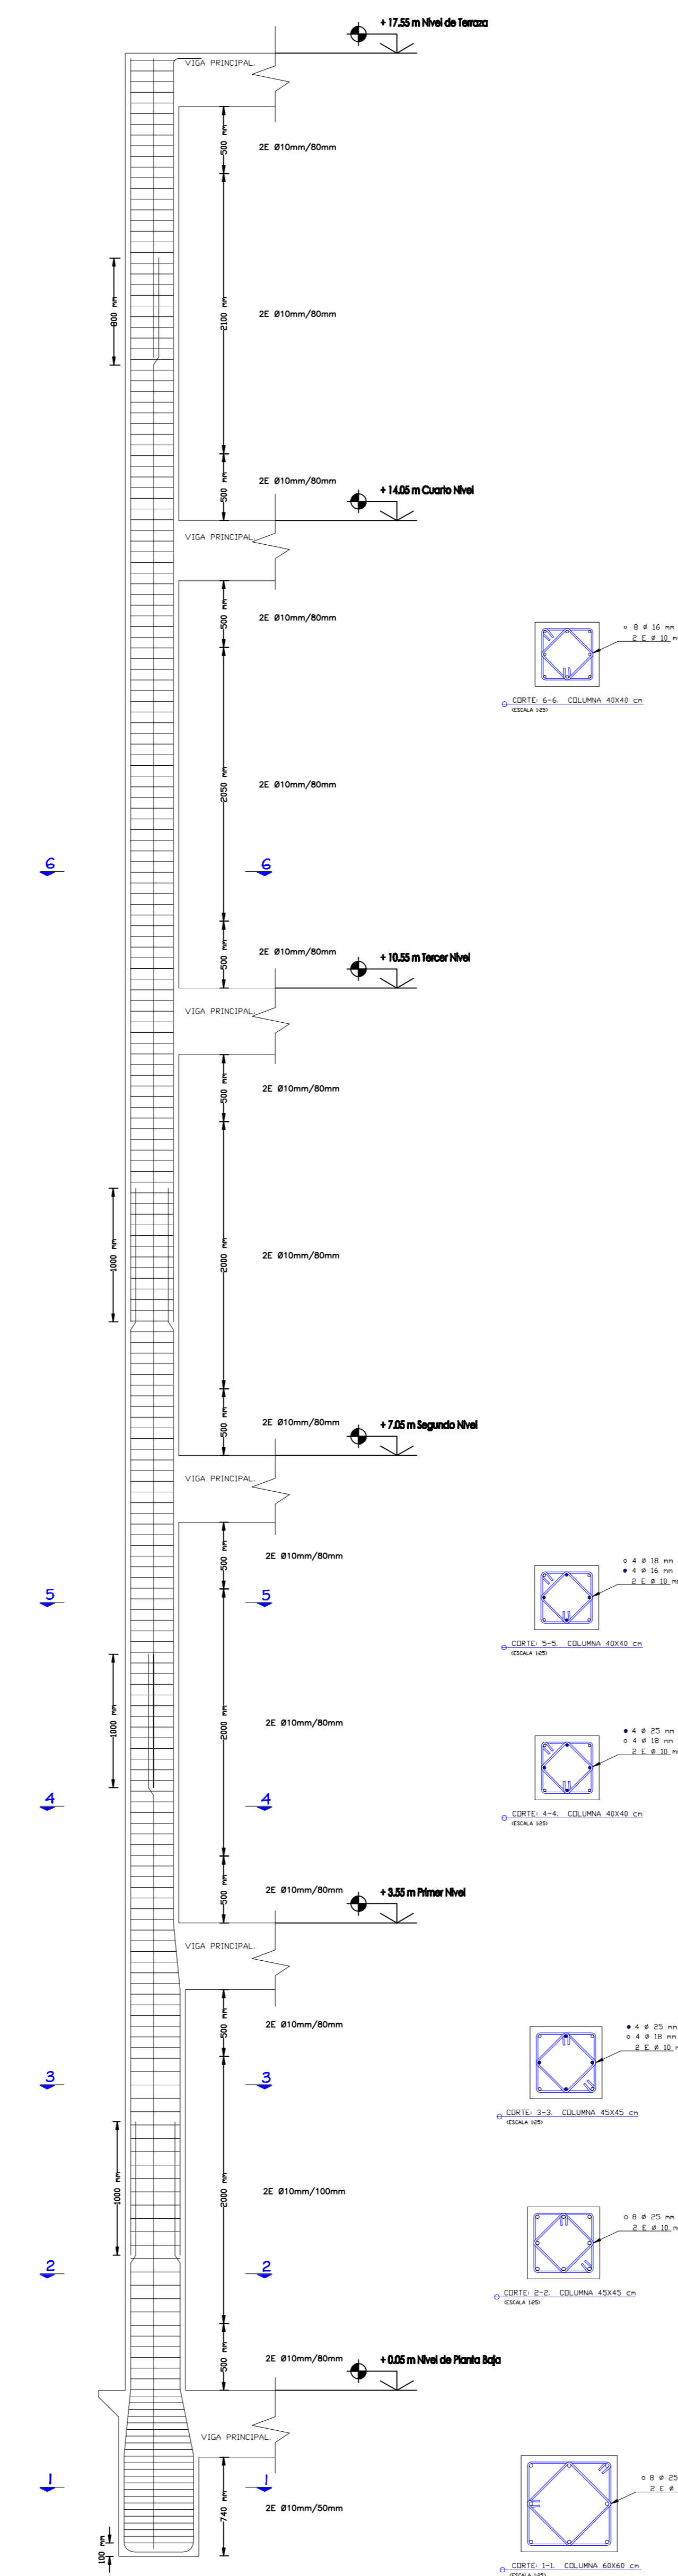 + 17.55 m Nivel de Terraza
VIGA PRINCIPAL.
500 mm
2E Ø10mm/80mm
800 mm
2100 mm
2E Ø10mm/80mm
500 mm
2E Ø10mm/80mm
+ 14.05 m Cuarto Nivel
VIGA PRINCIPAL.
500 mm
2E Ø10mm/80mm
8 Ø 16 mm
2 E Ø 10 m
CORTE: 6-6. COLUMNA 40X40 cm
(ESCALA 1:25)
2050 mm
2E Ø10mm/80mm
6 6
500 mm
2E Ø10mm/80mm
+ 10.55 m Tercer Nivel
VIGA PRINCIPAL.
500 mm
2E Ø10mm/80mm
1000 mm
2000 mm
2E Ø10mm/80mm
500 mm
2E Ø10mm/80mm
+ 7.05 m Segundo Nivel
VIGA PRINCIPAL.
500 mm
2E Ø10mm/80mm
4 Ø 18 mm
4 Ø 16 mm
2 E Ø 10 m
5 5
CORTE: 5-5. COLUMNA 40X40 cm
(ESCALA 1:25)
1000 mm
2000 mm
2E Ø10mm/80mm
4 Ø 25 mm
4 Ø 18 mm
2 E Ø 10 m
4 4
CORTE: 4-4. COLUMNA 40X40 cm
(ESCALA 1:25)
500 mm
2E Ø10mm/80mm
+ 3.55 m Primer Nivel
VIGA PRINCIPAL.
500 mm
2E Ø10mm/80mm
4 Ø 25 mm
4 Ø 18 mm
2 E Ø 10 m
3 3
CORTE: 3-3. COLUMNA 45X45 cm
(ESCALA 1:25)
1000 mm
2000 mm
2E Ø10mm/100mm
8 Ø 25 mm
2 E Ø 10 m
2 2
CORTE: 2-2. COLUMNA 45X45 cm
(ESCALA 1:25)
500 mm
2E Ø10mm/80mm
+ 0.05 m Nivel de Planta Baja
VIGA PRINCIPAL.
1 1
8 Ø 25
2 E Ø
740 mm
2E Ø10mm/50mm
100 mm
CORTE: 1-1. COLUMNA 60X60 cm
(ESCALA 1:25)